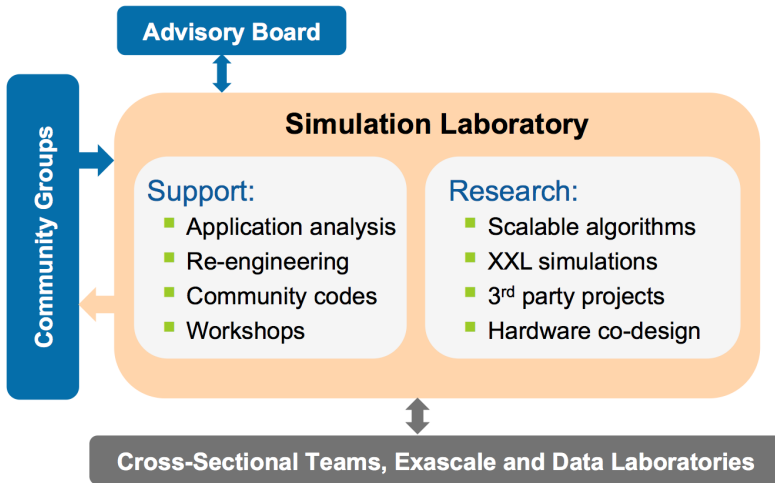 Advisory Board
Community Groups
Simulation Laboratory
Support:
Application analysis
Re-engineering
Community codes
Workshops
Research:
Scalable algorithms
XXL simulations
3rd party projects
Hardware co-design
Cross-Sectional Teams, Exascale and Data Laboratories